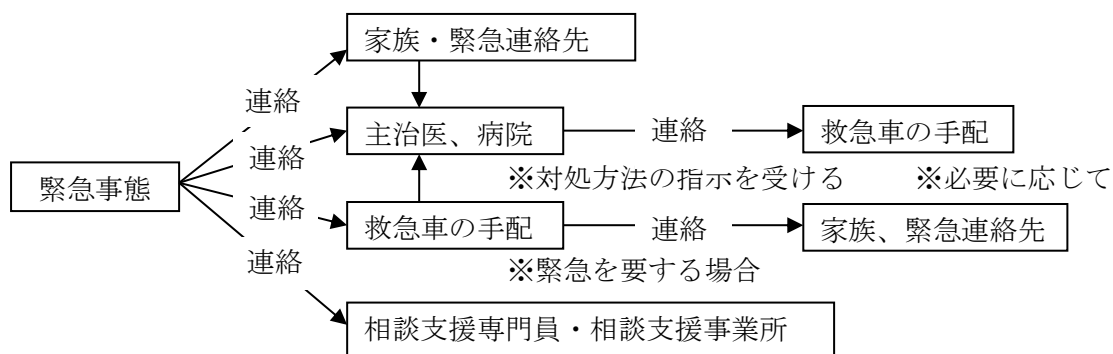 家族・緊急連絡先
連絡
主治医、病院
連絡
救急車の手配
連絡
※対処方法の指示を受ける
※必要に応じて
緊急事態
連絡
救急車の手配
連絡
家族、緊急連絡先
連絡
※緊急を要する場合
相談支援専門員・相談支援事業所